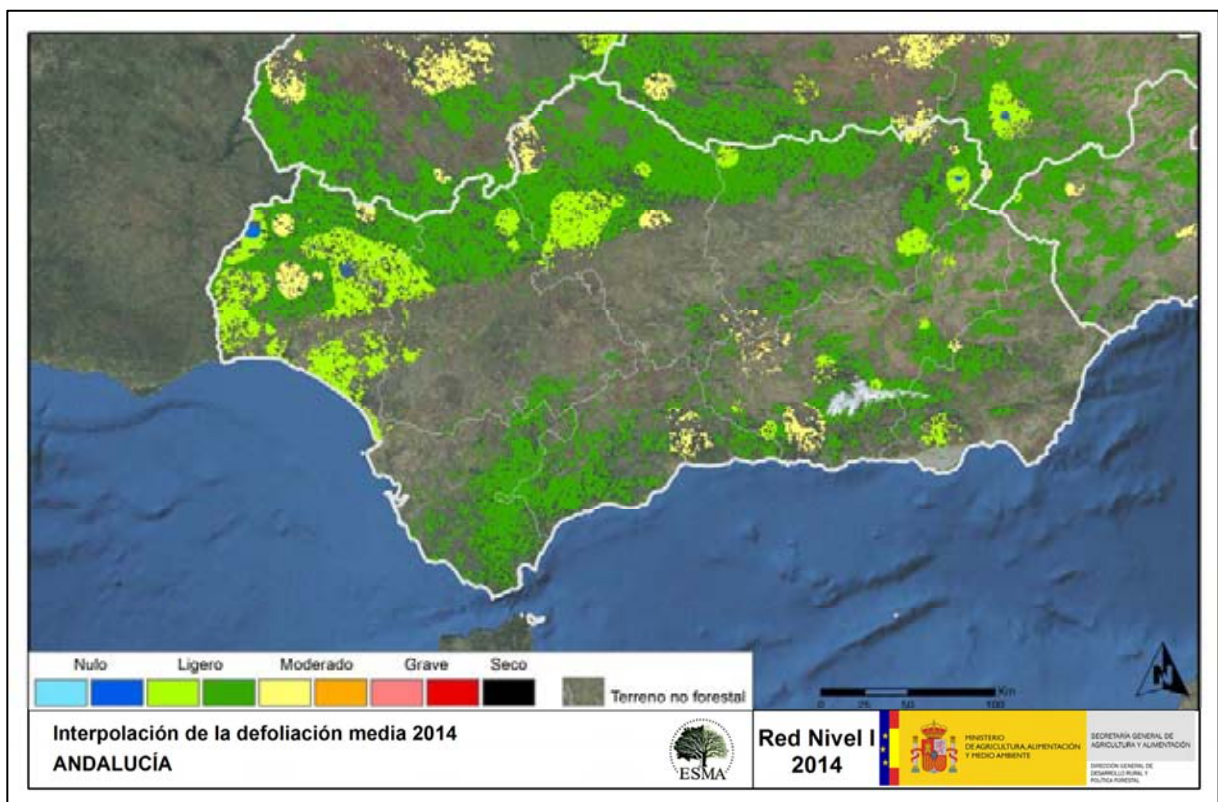 Nulo Ligero Moderado Grave Seco
Terreno no forestal
Km
0 25 50 100
N
Interpolación de la defoliación media 2014
ANDALUCÍA
ESMA
Red Nivel I
2014
MINISTERIO
DE AGRICULTURA, ALIMENTACIÓN
Y MEDIO AMBIENTE
SECRETARÍA GENERAL DE
AGRICULTURA Y ALIMENTACIÓN
DIRECCIÓN GENERAL DE
DESARROLLO RURAL Y
POLÍTICA FORESTAL